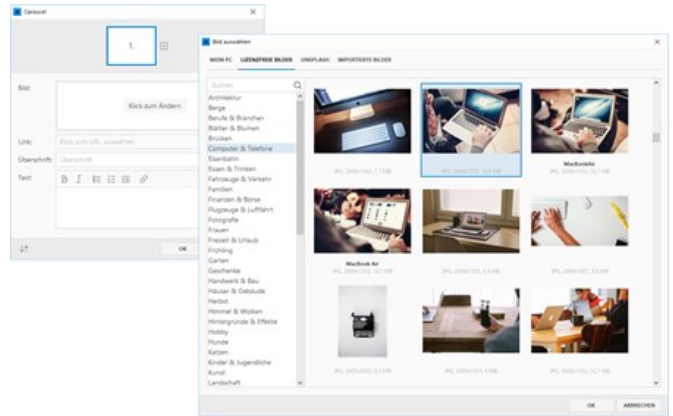 Carousel
1.
Bild:
Klick zum Ändern
Link:
Klick zum URL auswählen
Überschrift:
Überschrift
Text:
B I
OK
Bild auswählen
MEIN PC LIZENZFREIE BILDER UNSPLASH IMPORTIERTE BILDER
Suchen
Architektur
Berge
Berufe & Branchen
Blätter & Blumen
Brücken
Computer & Telefone
Eisenbahn
Essen & Trinken
Fahrzeuge & Verkehr
Familien
Finanzen & Börse
Flugzeuge & Luftfahrt
Fotografie
Frauen
Freizeit & Urlaub
Frühling
Garten
Geschenke
Handwerk & Bau
Häuser & Gebäude
Herbst
Himmel & Wolken
Hintergründe & Effekte
Hobby
Hunde
Katzen
Kinder & Jugendliche
Kunst
Landschaft
MacBookAir
MacBook Air
OK ABBRECHEN